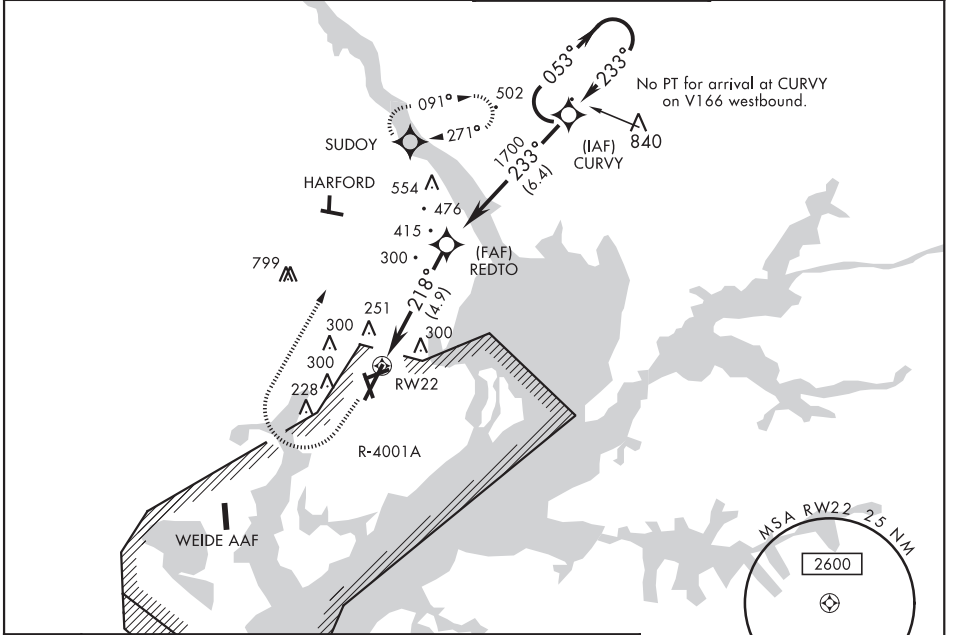 053°
233°
No PT for arrival at CURVY
on V166 westbound.
091°
502
271°
SUDOY
840
(IAF)
CURVY
1700
233°
(6.4)
HARFORD
554
476
415
300
(FAF)
REDTO
799
218°
(4.9)
251
300
300
300
RW22
228
R-4001A
WEIDE AAF
MSA RW22 25 NM
2600